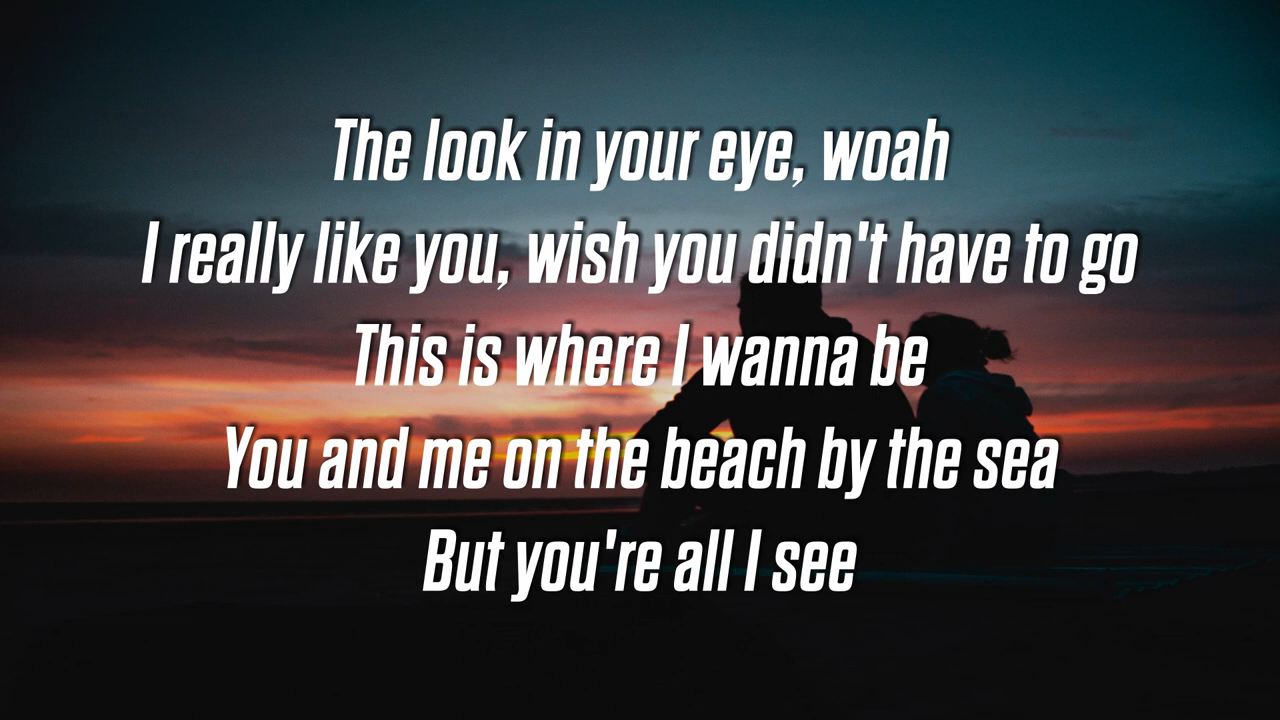 The look in your eye, woah
I really like you, wish you didn't have to go
This is where I wanna be
You and me on the beach by the sea
But you're all I see